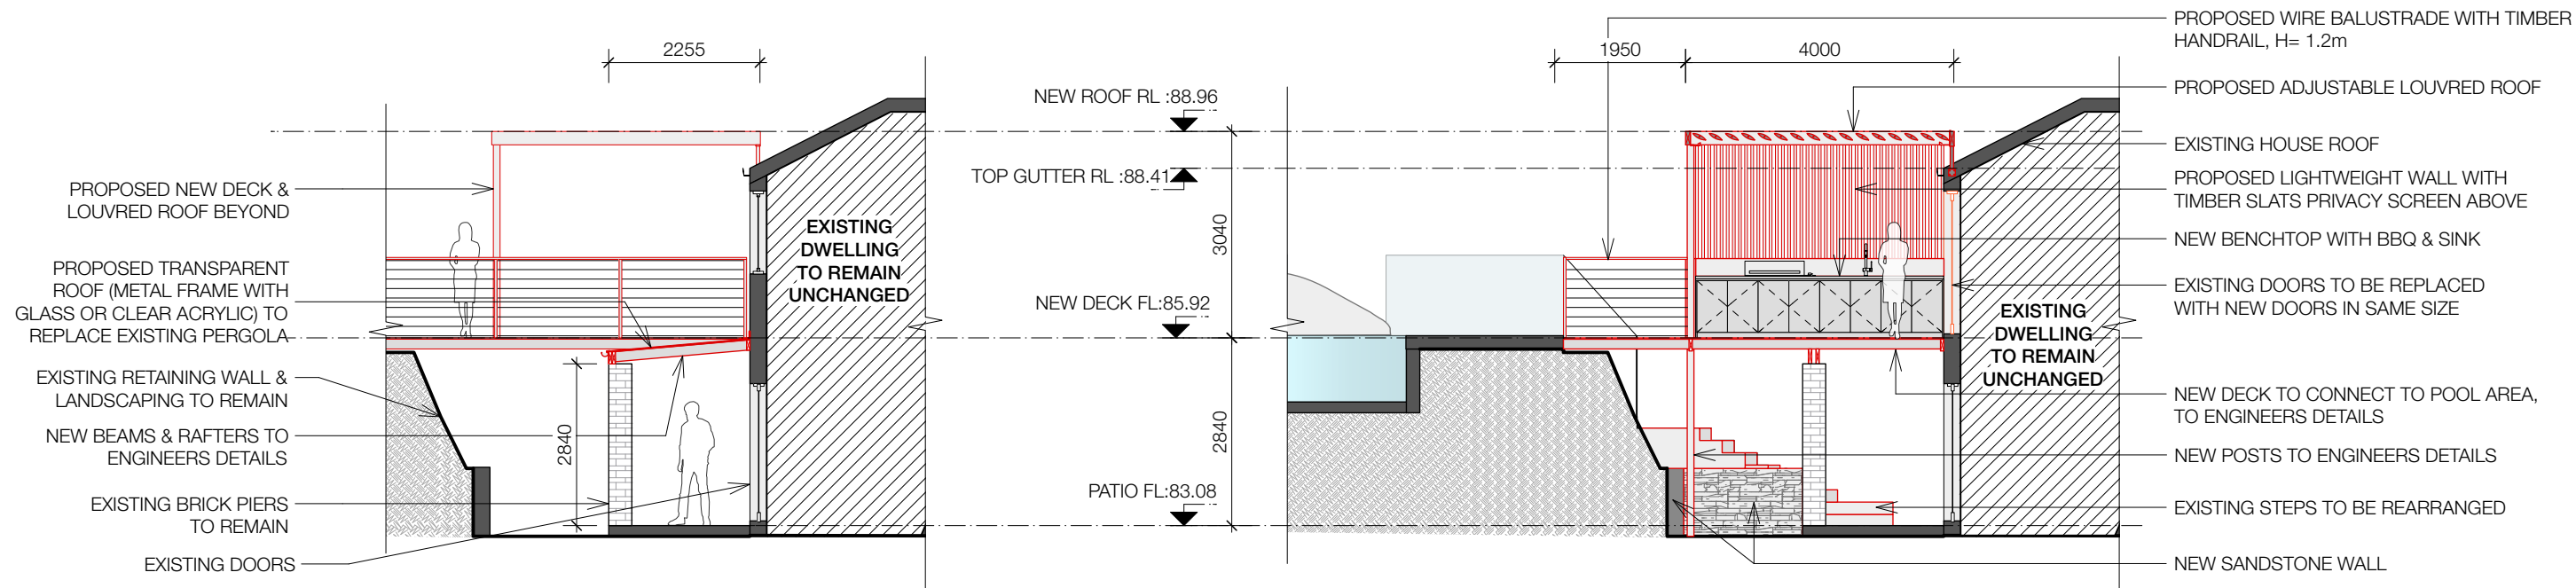 2255
PROPOSED NEW DECK &
LOUVRED ROOF BEYOND
PROPOSED TRANSPARENT
ROOF (METAL FRAME WITH
GLASS OR CLEAR ACRYLIC) TO
REPLACE EXISTING PERGOLA
EXISTING RETAINING WALL &
LANDSCAPING TO REMAIN
NEW BEAMS & RAFTERS TO
ENGINEERS DETAILS
EXISTING BRICK PIERS
TO REMAIN
EXISTING DOORS
2840
EXISTING
DWELLING
TO REMAIN
UNCHANGED
NEW ROOF RL :88.96
TOP GUTTER RL :88.41
3040
NEW DECK FL:85.92
2840
PATIO FL:83.08
1950
4000
EXISTING
DWELLING
TO REMAIN
UNCHANGED
PROPOSED WIRE BALUSTRADE WITH TIMBER
HANDRAIL, H= 1.2m
PROPOSED ADJUSTABLE LOUVRED ROOF
EXISTING HOUSE ROOF
PROPOSED LIGHTWEIGHT WALL WITH
TIMBER SLATS PRIVACY SCREEN ABOVE
NEW BENCHTOP WITH BBQ & SINK
EXISTING DOORS TO BE REPLACED
WITH NEW DOORS IN SAME SIZE
NEW DECK TO CONNECT TO POOL AREA,
TO ENGINEERS DETAILS
NEW POSTS TO ENGINEERS DETAILS
EXISTING STEPS TO BE REARRANGED
NEW SANDSTONE WALL